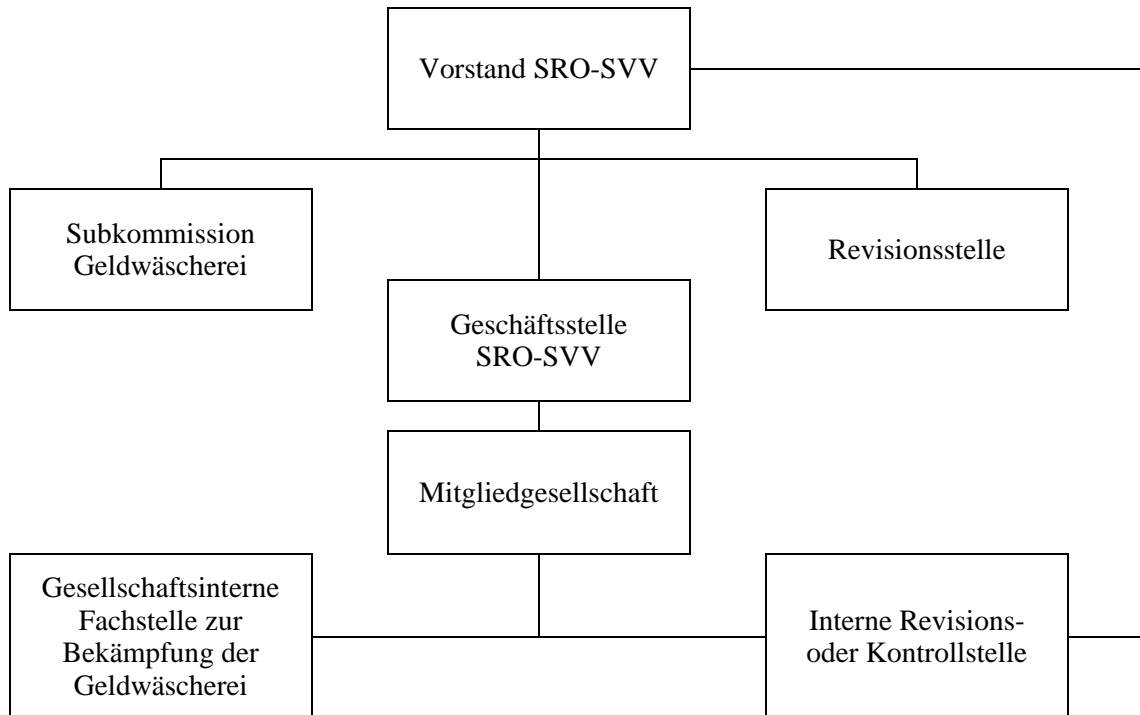 Vorstand SRO-SVV
Subkommission
Geldwäscherei
Revisionsstelle
Geschäftsstelle
SRO-SVV
Mitgliedgesellschaft
Gesellschaftsinterne
Fachstelle zur
Bekämpfung der
Geldwäscherei
Interne Revisions-
oder Kontrollstelle